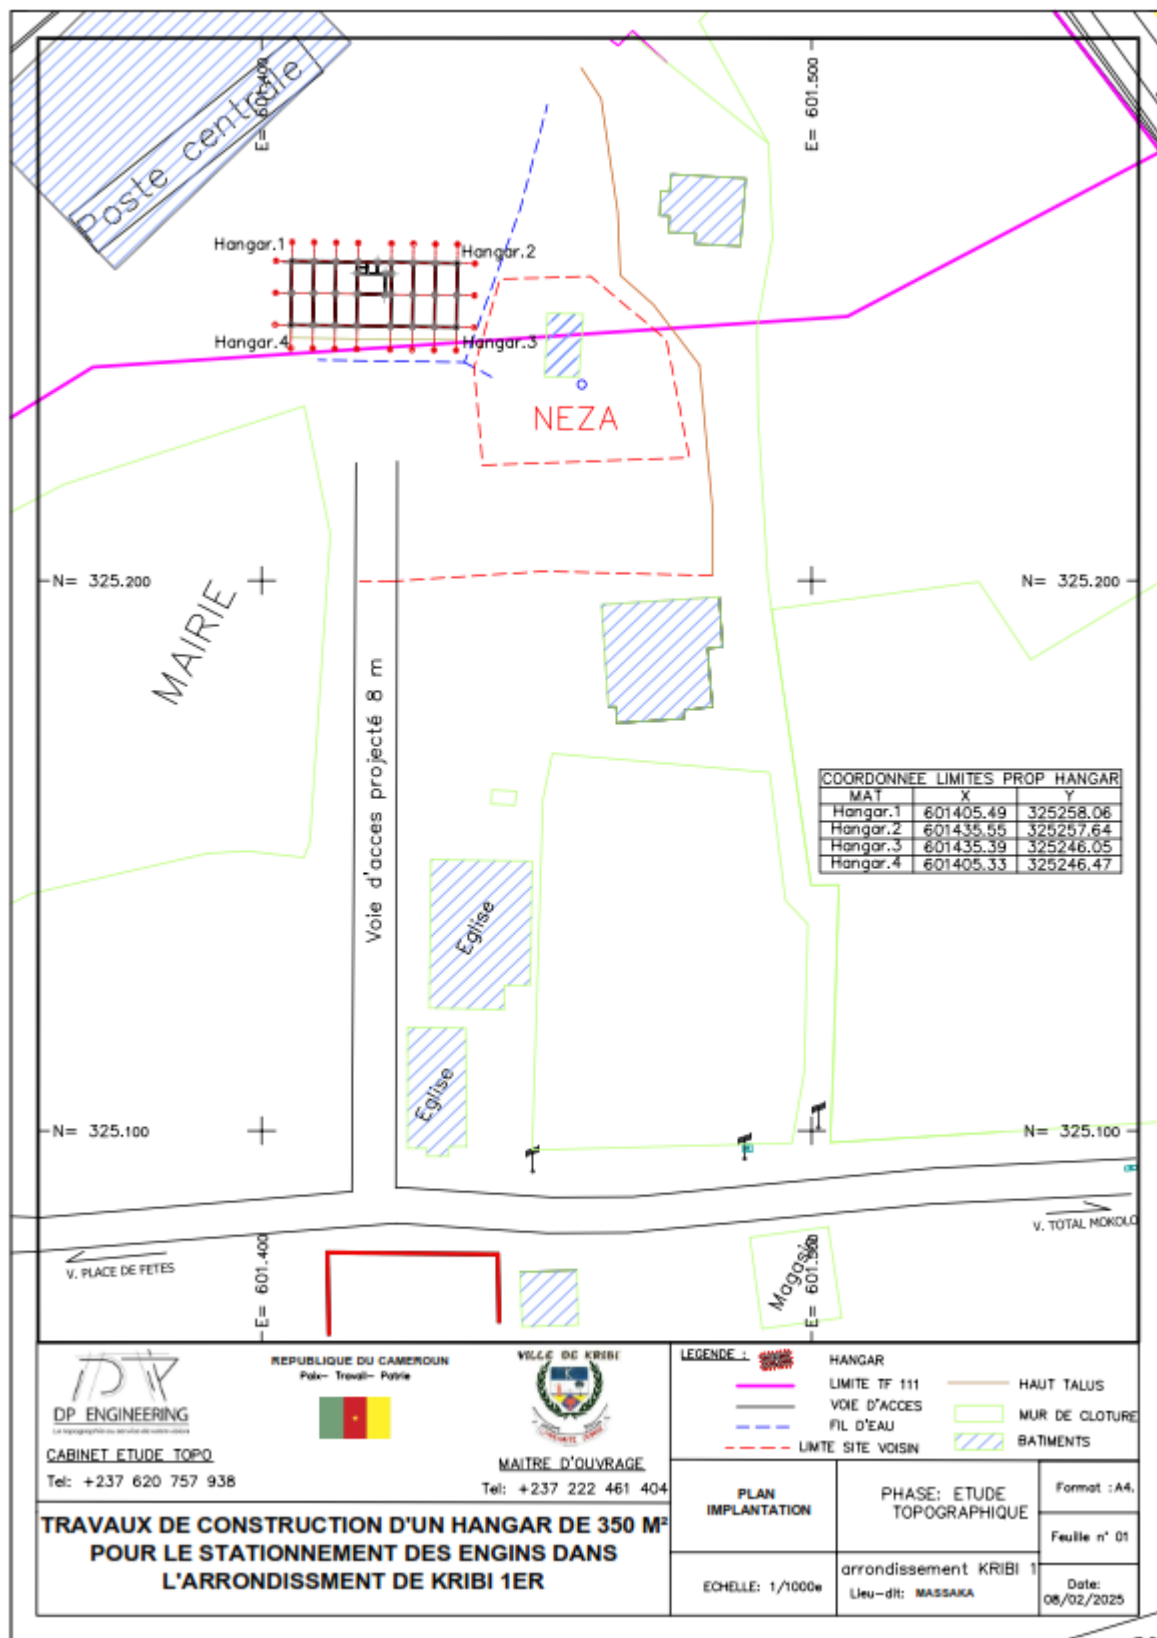 E= 601.400
E= 601.500
Poste centrale
Hangar.1
Hangar.2
Hangar.4
Hangar.3
NEZA
N= 325.200
N= 325.200
MAIRIE
Voie d'acces projecté 8 m
COORDONNEE LIMITES PROP HANGAR
MAT X Y
Hangar.1 601405.49 325258.06
Hangar.2 601435.55 325257.64
Hangar.3 601435.39 325246.05
Hangar.4 601405.33 325246.47
Eglise
Eglise
N= 325.100
N= 325.100
V. TOTAL MOKOLO
V. PLACE DE FETES
E= 601.400
Magasin
E= 601.500
DP ENGINEERING
CABINET ETUDE TOPO
Tel: +237 620 757 938
REPUBLIQUE DU CAMEROUN
Paix- Travail- Patrie
VILLE DE KRIBI
MAITRE D'OUVRAGE
Tel: +237 222 461 404
LEGENDE :
HANGAR
LIMITE TF 111
VOIE D'ACCES
FIL D'EAU
LIMTE SITE VOISIN
HAUT TALUS
MUR DE CLOTURE
BATIMENTS
TRAVAUX DE CONSTRUCTION D'UN HANGAR DE 350 M²
POUR LE STATIONNEMENT DES ENGINS DANS
L'ARRONDISSMENT DE KRIBI 1ER
PLAN
IMPLANTATION
PHASE: ETUDE
TOPOGRAPHIQUE
Format :A4.
Feuille n° 01
ECHELLE: 1/1000e
arrondissement KRIBI 1
Lieu-dit: MASSAKA
Date:
08/02/2025